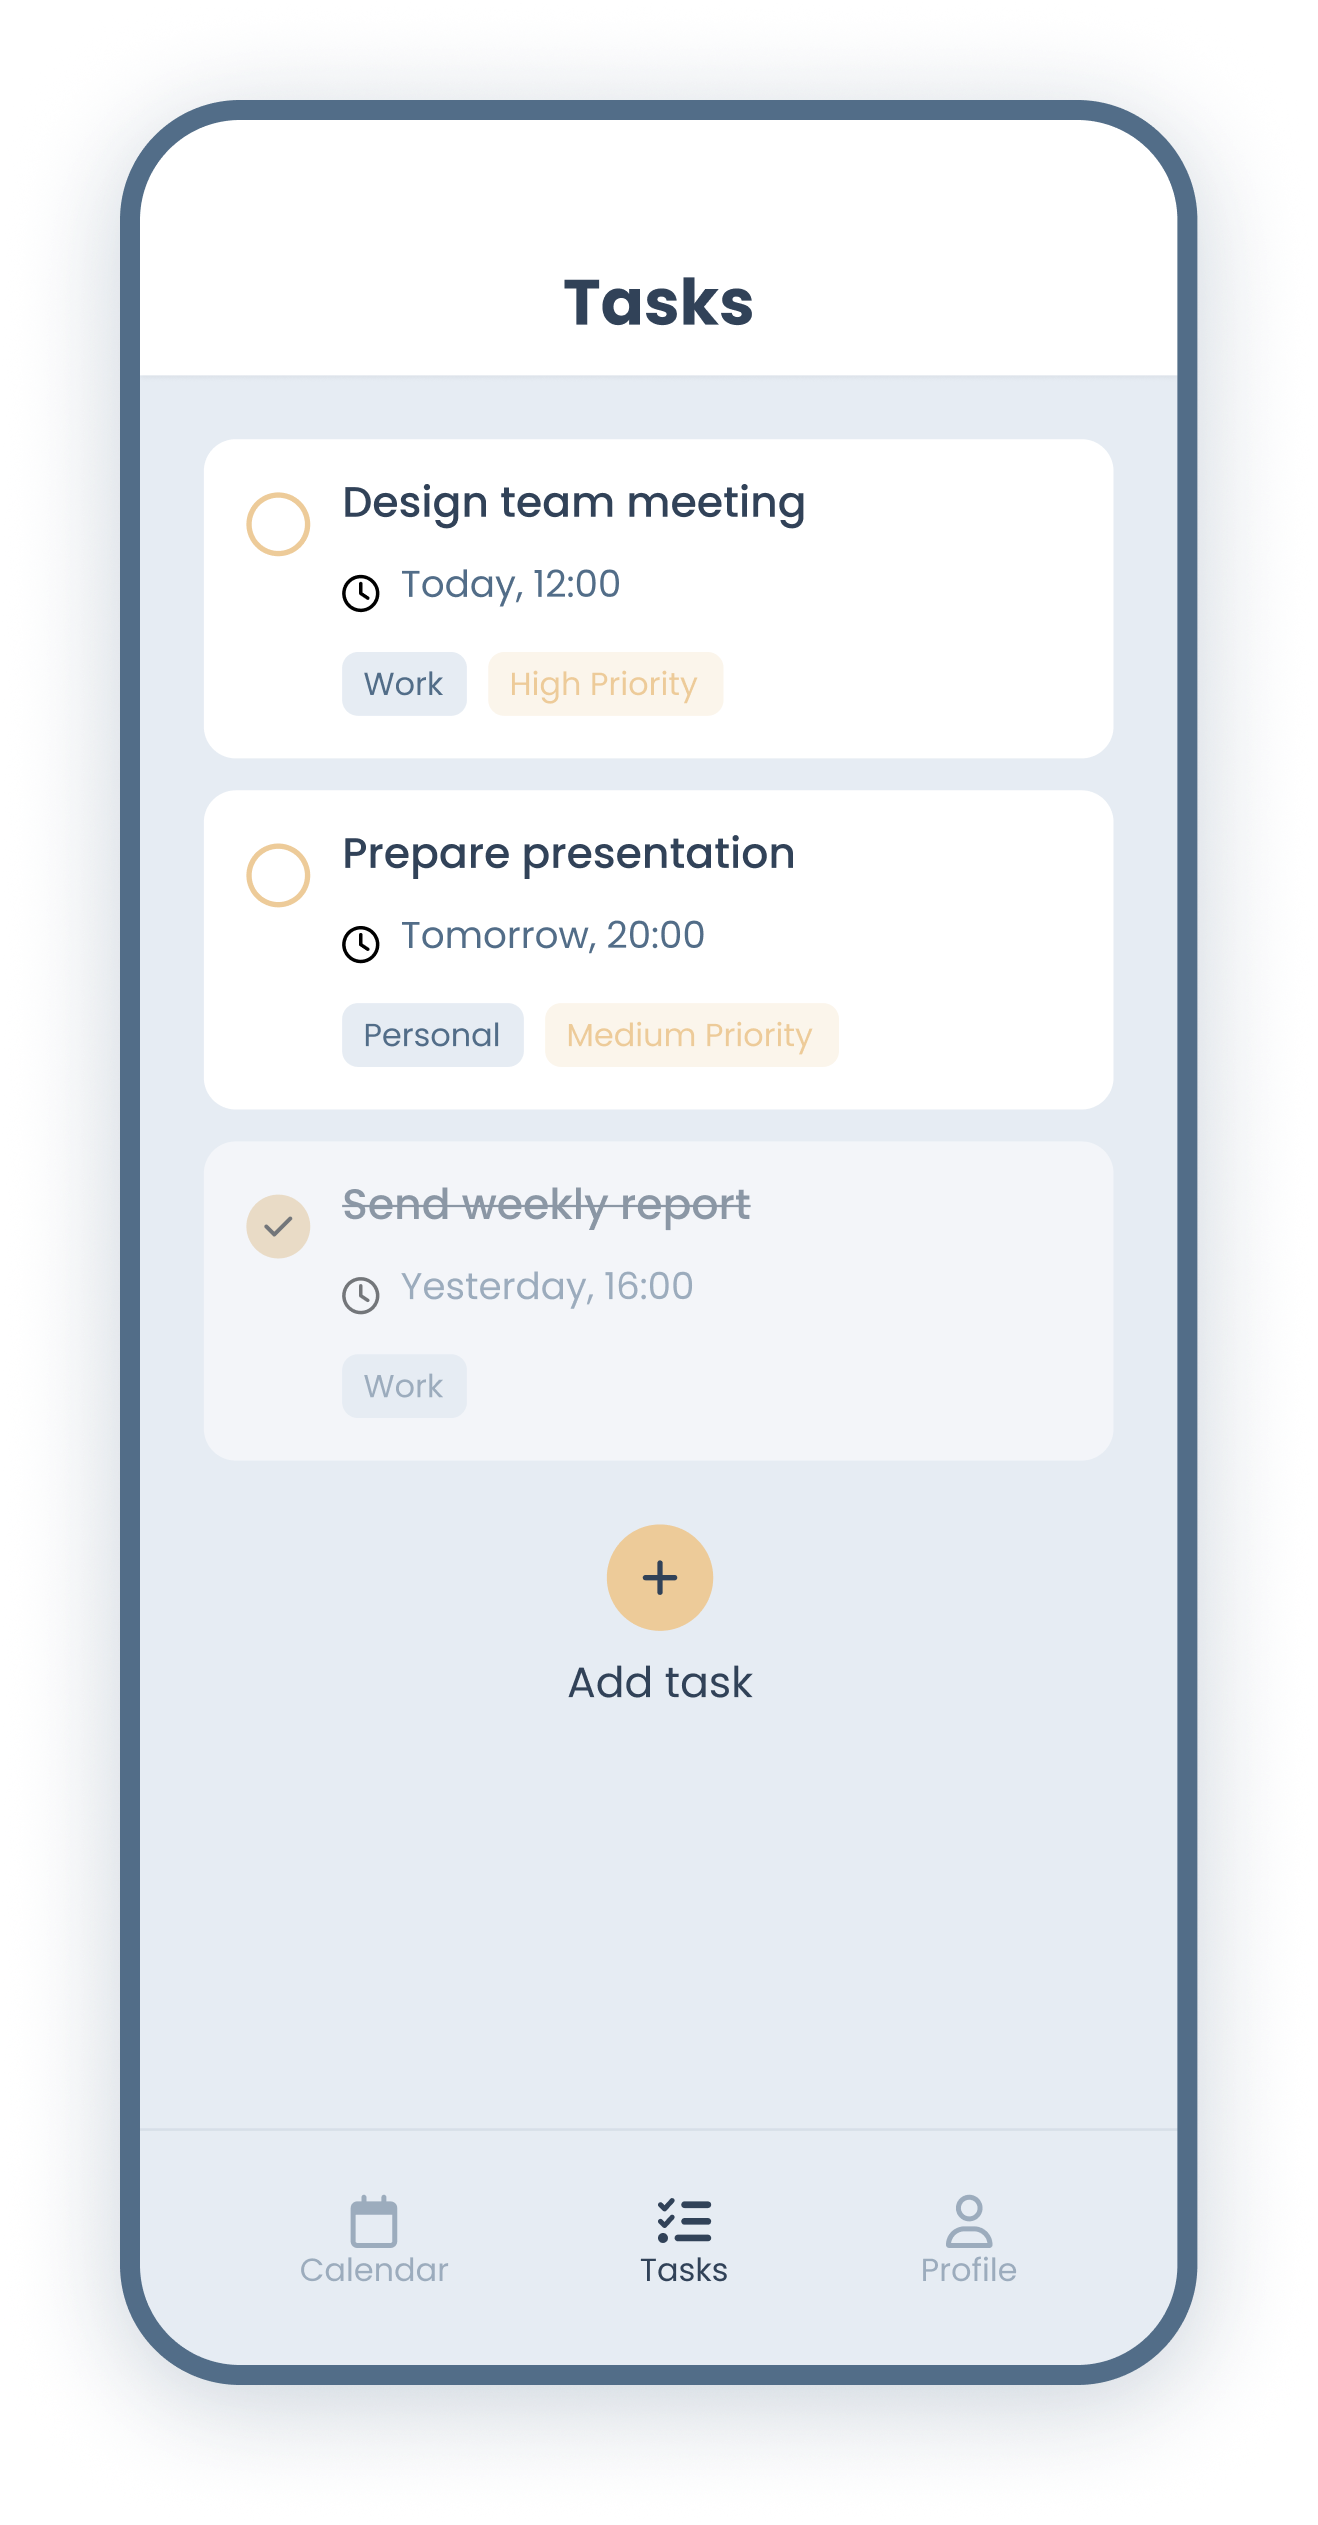 Tasks
Design team meeting
Today, 12:00
Work High Priority
Prepare presentation
Tomorrow, 20:00
Personal Medium Priority
Send weekly report
Yesterday, 16:00
Work
Add task
Calendar Tasks Profile